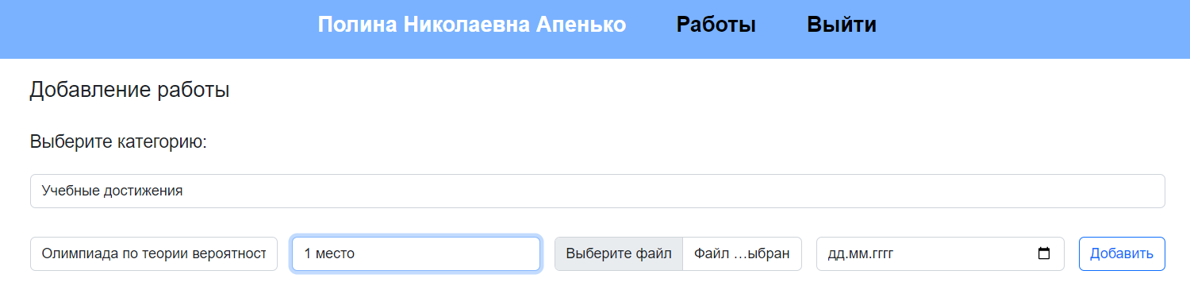 Полина Николаевна Апенько Работы Выйти
Добавление работы
Выберите категорию:
Учебные достижения
Олимпиада по теории вероятност 1 место Выберите файл Файл ...ыбран дд.мм.гггг Добавить